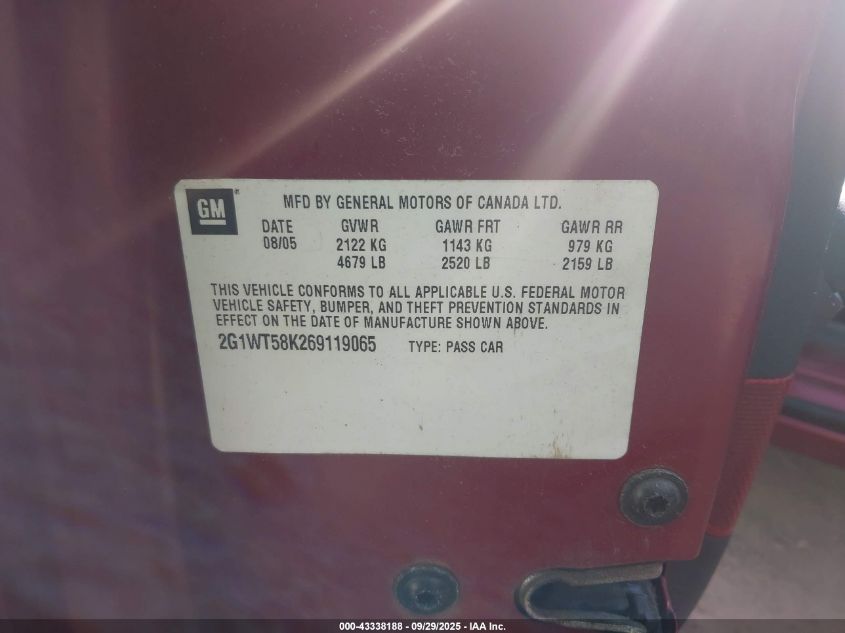 GM
MFD BY GENERAL MOTORS OF CANADA LTD.
DATE GVWR GAWR FRT GAWR RR
08/05 2122 KG 1143 KG 979 KG
4679 LB 2520 LB 2159 LB
THIS VEHICLE CONFORMS TO ALL APPLICABLE U.S. FEDERAL MOTOR
VEHICLE SAFETY, BUMPER, AND THEFT PREVENTION STANDARDS IN
EFFECT ON THE DATE OF MANUFACTURE SHOWN ABOVE.
2G1WT58K269119065 TYPE: PASS CAR
000-43338188 - 09/29/2025 - IAA Inc.